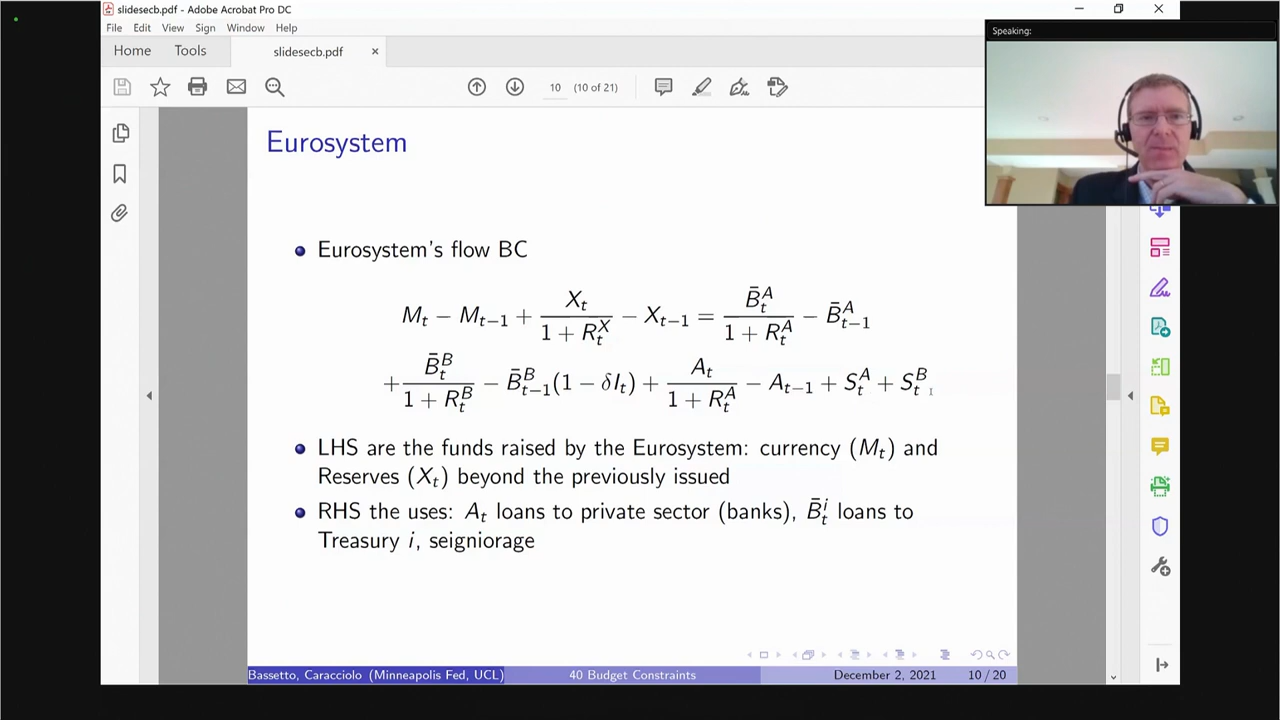 slidesecb.pdf - Adobe Acrobat Pro DC
File Edit View Sign Window Help
Home Tools slidesecb.pdf ×
10 (10 of 21)
Speaking:
Eurosystem
Eurosystem's flow BC
M_t − M_{t−1} + X_t / (1 + R_t^X) − X_{t−1} = B̄_t^A / (1 + R_t^A) − B̄_{t−1}^A
+ B̄_t^B / (1 + R_t^B) − B̄_{t−1}^B (1 − δI_t) + A_t / (1 + R_t^A) − A_{t−1} + S_t^A + S_t^B
LHS are the funds raised by the Eurosystem: currency (M_t) and
Reserves (X_t) beyond the previously issued
RHS the uses: A_t loans to private sector (banks), B̄_t^i loans to
Treasury i, seigniorage
Bassetto, Caracciolo (Minneapolis Fed, UCL) 40 Budget Constraints December 2, 2021 10 / 20